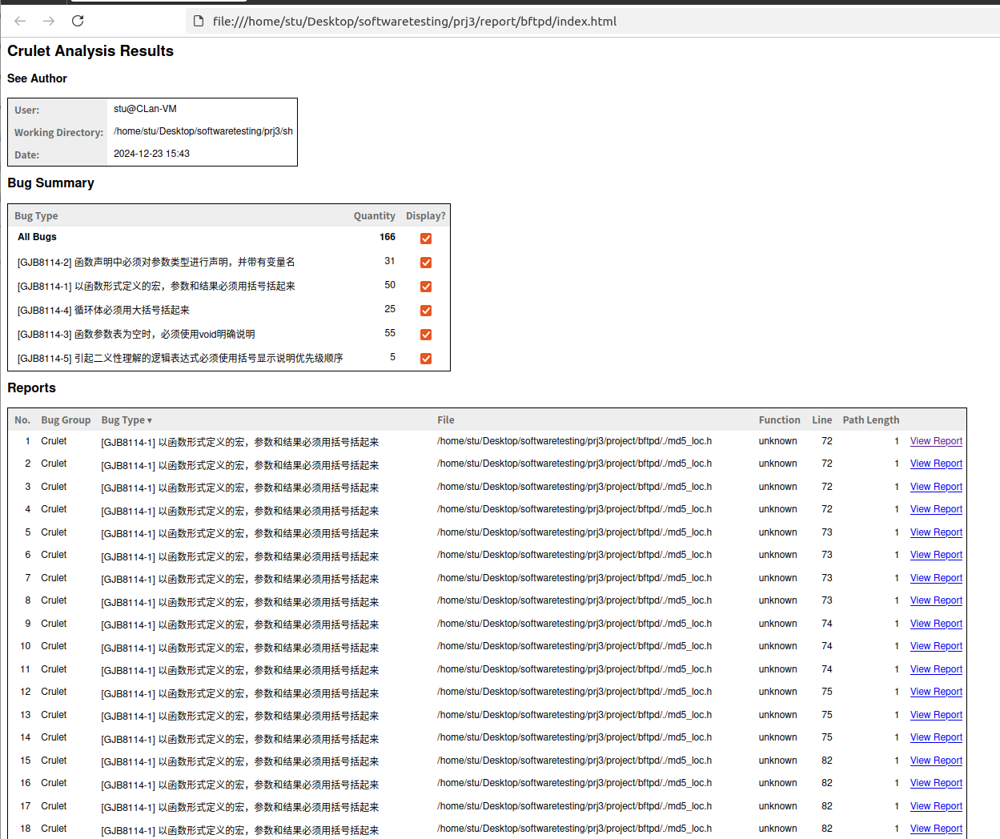 file:///home/stu/Desktop/softwaretesting/prj3/report/bftpd/index.html
Crulet Analysis Results
See Author
User: stu@CLan-VM
Working Directory: /home/stu/Desktop/softwaretesting/prj3/sh
Date: 2024-12-23 15:43
Bug Summary
Bug Type Quantity Display?
All Bugs 166
[GJB8114-2] 函数声明中必须对参数类型进行声明，并带有变量名 31
[GJB8114-1] 以函数形式定义的宏，参数和结果必须用括号括起来 50
[GJB8114-4] 循环体必须用大括号括起来 25
[GJB8114-3] 函数参数表为空时，必须使用void明确说明 55
[GJB8114-5] 引起二义性理解的逻辑表达式必须使用括号显示说明优先级顺序 5
Reports
No. Bug Group Bug Type ▾ File Function Line Path Length
1 Crulet [GJB8114-1] 以函数形式定义的宏，参数和结果必须用括号括起来 /home/stu/Desktop/softwaretesting/prj3/project/bftpd/./md5_loc.h unknown 72 1 View Report
2 Crulet [GJB8114-1] 以函数形式定义的宏，参数和结果必须用括号括起来 /home/stu/Desktop/softwaretesting/prj3/project/bftpd/./md5_loc.h unknown 72 1 View Report
3 Crulet [GJB8114-1] 以函数形式定义的宏，参数和结果必须用括号括起来 /home/stu/Desktop/softwaretesting/prj3/project/bftpd/./md5_loc.h unknown 72 1 View Report
4 Crulet [GJB8114-1] 以函数形式定义的宏，参数和结果必须用括号括起来 /home/stu/Desktop/softwaretesting/prj3/project/bftpd/./md5_loc.h unknown 72 1 View Report
5 Crulet [GJB8114-1] 以函数形式定义的宏，参数和结果必须用括号括起来 /home/stu/Desktop/softwaretesting/prj3/project/bftpd/./md5_loc.h unknown 73 1 View Report
6 Crulet [GJB8114-1] 以函数形式定义的宏，参数和结果必须用括号括起来 /home/stu/Desktop/softwaretesting/prj3/project/bftpd/./md5_loc.h unknown 73 1 View Report
7 Crulet [GJB8114-1] 以函数形式定义的宏，参数和结果必须用括号括起来 /home/stu/Desktop/softwaretesting/prj3/project/bftpd/./md5_loc.h unknown 73 1 View Report
8 Crulet [GJB8114-1] 以函数形式定义的宏，参数和结果必须用括号括起来 /home/stu/Desktop/softwaretesting/prj3/project/bftpd/./md5_loc.h unknown 73 1 View Report
9 Crulet [GJB8114-1] 以函数形式定义的宏，参数和结果必须用括号括起来 /home/stu/Desktop/softwaretesting/prj3/project/bftpd/./md5_loc.h unknown 74 1 View Report
10 Crulet [GJB8114-1] 以函数形式定义的宏，参数和结果必须用括号括起来 /home/stu/Desktop/softwaretesting/prj3/project/bftpd/./md5_loc.h unknown 74 1 View Report
11 Crulet [GJB8114-1] 以函数形式定义的宏，参数和结果必须用括号括起来 /home/stu/Desktop/softwaretesting/prj3/project/bftpd/./md5_loc.h unknown 74 1 View Report
12 Crulet [GJB8114-1] 以函数形式定义的宏，参数和结果必须用括号括起来 /home/stu/Desktop/softwaretesting/prj3/project/bftpd/./md5_loc.h unknown 75 1 View Report
13 Crulet [GJB8114-1] 以函数形式定义的宏，参数和结果必须用括号括起来 /home/stu/Desktop/softwaretesting/prj3/project/bftpd/./md5_loc.h unknown 75 1 View Report
14 Crulet [GJB8114-1] 以函数形式定义的宏，参数和结果必须用括号括起来 /home/stu/Desktop/softwaretesting/prj3/project/bftpd/./md5_loc.h unknown 75 1 View Report
15 Crulet [GJB8114-1] 以函数形式定义的宏，参数和结果必须用括号括起来 /home/stu/Desktop/softwaretesting/prj3/project/bftpd/./md5_loc.h unknown 82 1 View Report
16 Crulet [GJB8114-1] 以函数形式定义的宏，参数和结果必须用括号括起来 /home/stu/Desktop/softwaretesting/prj3/project/bftpd/./md5_loc.h unknown 82 1 View Report
17 Crulet [GJB8114-1] 以函数形式定义的宏，参数和结果必须用括号括起来 /home/stu/Desktop/softwaretesting/prj3/project/bftpd/./md5_loc.h unknown 82 1 View Report
18 Crulet [GJB8114-1] 以函数形式定义的宏，参数和结果必须用括号括起来 /home/stu/Desktop/softwaretesting/prj3/project/bftpd/./md5_loc.h unknown 82 1 View Report